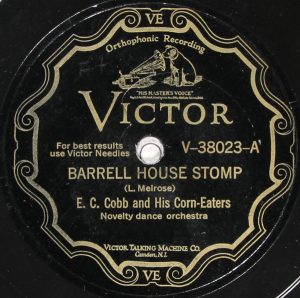 VE
Orthophonic Recording
"HIS MASTER'S VOICE"
VICTOR
For best results
use Victor Needles
V-38023-A
BARRELL HOUSE STOMP
(L. Melrose)
E. C. Cobb and His Corn-Eaters
Novelty dance orchestra
VICTOR TALKING MACHINE CO.
Camden, N.J.
VE